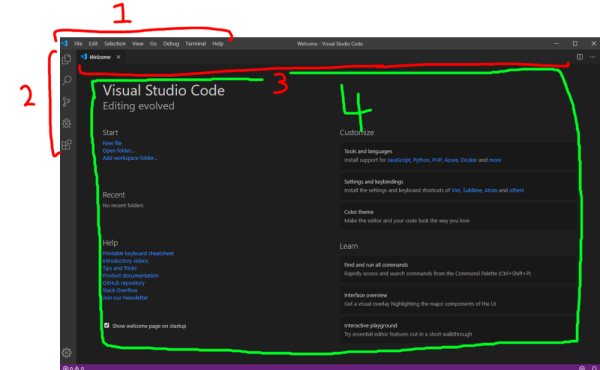 1
File Edit Selection View Go Debug Terminal Help
Welcome - Visual Studio Code
Welcome
2
3
4
Visual Studio Code
Editing evolved
Start
New file
Open folder...
Add workspace folder...
Recent
No recent folders
Help
Printable keyboard cheatsheet
Introductory videos
Tips and Tricks
Product documentation
GitHub repository
Stack Overflow
Join our Newsletter
Show welcome page on startup
Customize
Tools and languages
Install support for JavaScript, Python, PHP, Azure, Docker and more
Settings and keybindings
Install the settings and keyboard shortcuts of Vim, Sublime, Atom and others
Color theme
Make the editor and your code look the way you love
Learn
Find and run all commands
Rapidly access and search commands from the Command Palette (Ctrl+Shift+P)
Interface overview
Get a visual overlay highlighting the major components of the UI
Interactive playground
Try essential editor features out in a short walkthrough
0 0